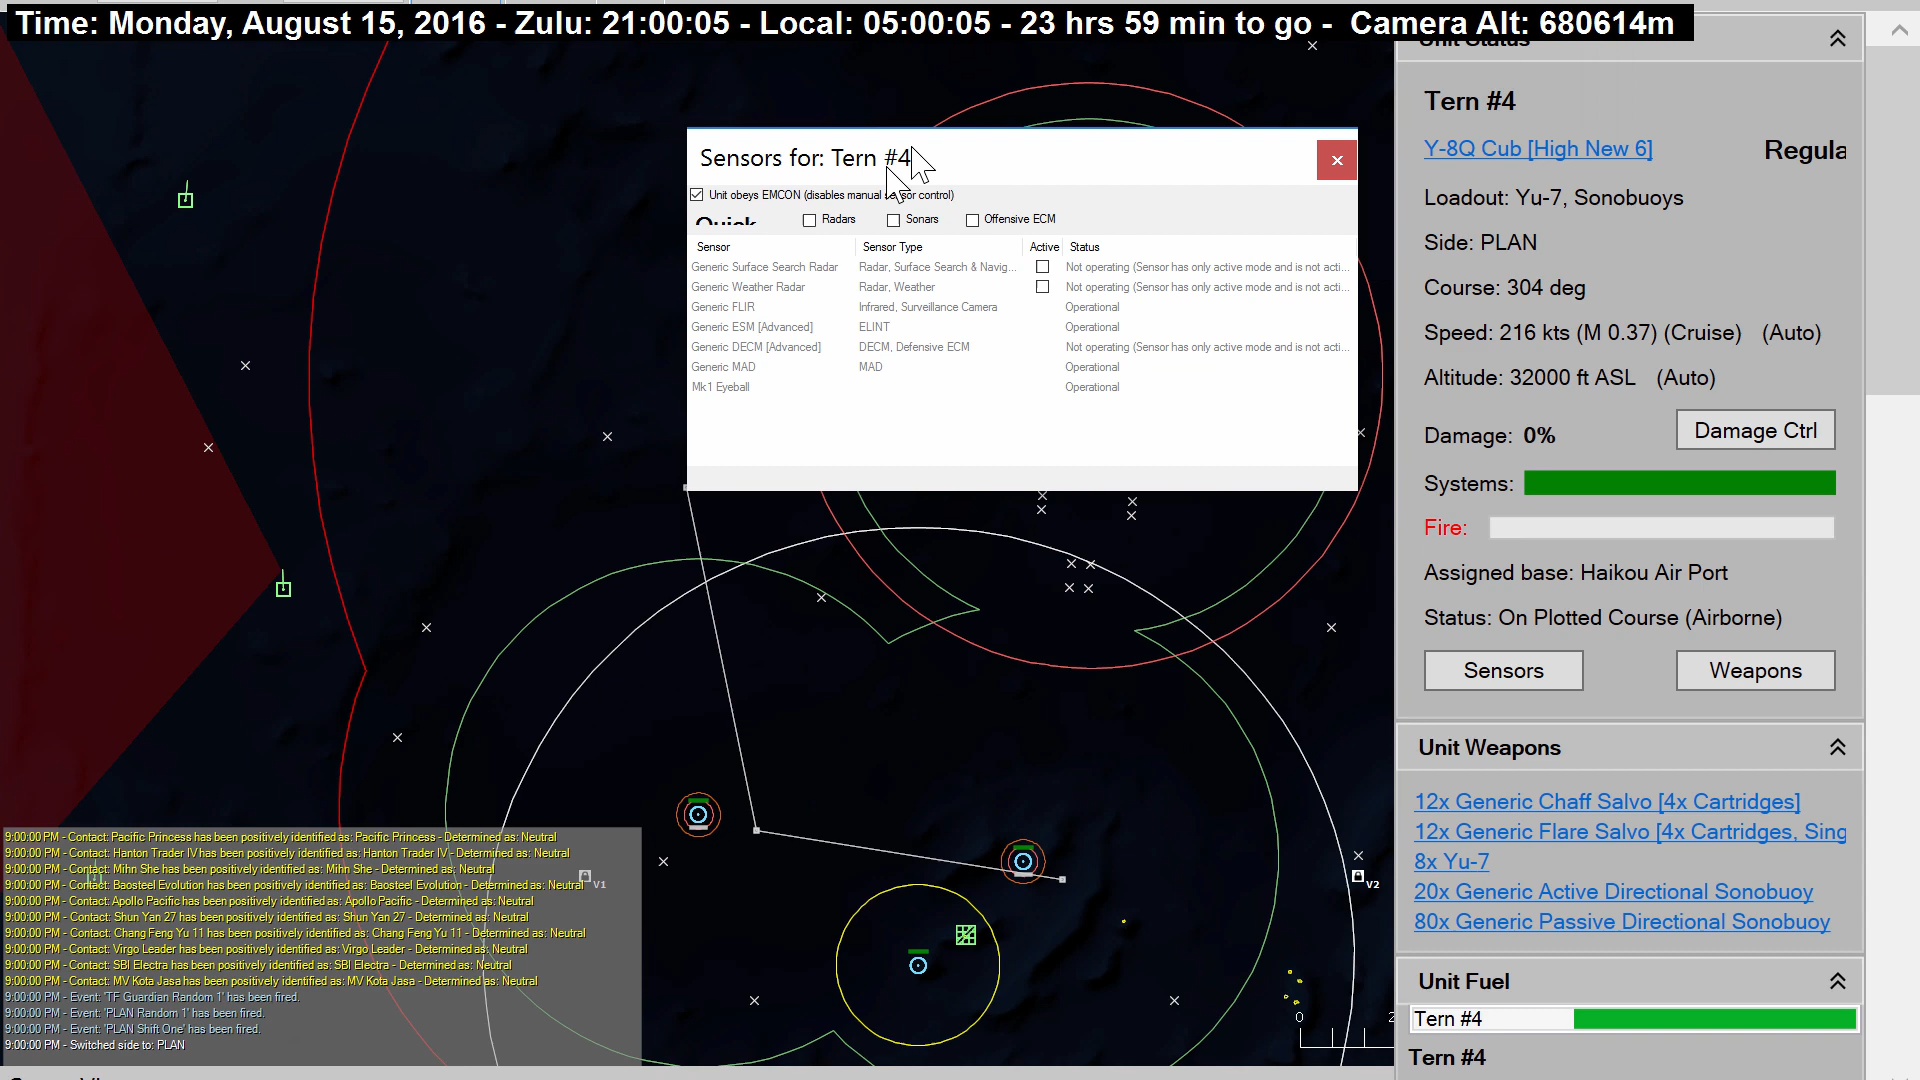 Time: Monday, August 15, 2016 - Zulu: 21:00:05 - Local: 05:00:05 - 23 hrs 59 min to go -  Camera Alt: 680614m
Unit Status
Tern #4
Y-8Q Cub [High New 6]
Regula
Loadout: Yu-7, Sonobuoys
Side: PLAN
Course: 304 deg
Speed: 216 kts (M 0.37) (Cruise)   (Auto)
Altitude: 32000 ft ASL   (Auto)
Damage: 0%
Damage Ctrl
Systems:
Fire:
Assigned base: Haikou Air Port
Status: On Plotted Course (Airborne)
Sensors
Weapons
Unit Weapons
12x Generic Chaff Salvo [4x Cartridges]
12x Generic Flare Salvo [4x Cartridges, Sing
8x Yu-7
20x Generic Active Directional Sonobuoy
80x Generic Passive Directional Sonobuoy
Unit Fuel
Tern #4
Tern #4
Sensors for: Tern #4
Unit obeys EMCON (disables manual sensor control)
Quick
Radars
Sonars
Offensive ECM
Sensor Sensor Type Active Status
Generic Surface Search Radar Radar, Surface Search & Navig... Not operating (Sensor has only active mode and is not acti...
Generic Weather Radar Radar, Weather Not operating (Sensor has only active mode and is not acti...
Generic FLIR Infrared, Surveillance Camera Operational
Generic ESM [Advanced] ELINT Operational
Generic DECM [Advanced] DECM, Defensive ECM Not operating (Sensor has only active mode and is not acti...
Generic MAD MAD Operational
Mk1 Eyeball Operational
V1
V2
0
2
9:00:00 PM - Contact: Pacific Princess has been positively identified as: Pacific Princess - Determined as: Neutral
9:00:00 PM - Contact: Hanton Trader IV has been positively identified as: Hanton Trader IV - Determined as: Neutral
9:00:00 PM - Contact: Mihn She has been positively identified as: Mihn She - Determined as: Neutral
9:00:00 PM - Contact: Baosteel Evolution has been positively identified as: Baosteel Evolution - Determined as: Neutral
9:00:00 PM - Contact: Apollo Pacific has been positively identified as: Apollo Pacific - Determined as: Neutral
9:00:00 PM - Contact: Shun Yan 27 has been positively identified as: Shun Yan 27 - Determined as: Neutral
9:00:00 PM - Contact: Chang Feng Yu 11 has been positively identified as: Chang Feng Yu 11 - Determined as: Neutral
9:00:00 PM - Contact: Virgo Leader has been positively identified as: Virgo Leader - Determined as: Neutral
9:00:00 PM - Contact: SBI Electra has been positively identified as: SBI Electra - Determined as: Neutral
9:00:00 PM - Contact: MV Kota Jasa has been positively identified as: MV Kota Jasa - Determined as: Neutral
9:00:00 PM - Event: 'TF Guardian Random 1' has been fired.
9:00:00 PM - Event: 'PLAN Random 1' has been fired.
9:00:00 PM - Event: 'PLAN Shift One' has been fired.
9:00:00 PM - Switched side to: PLAN